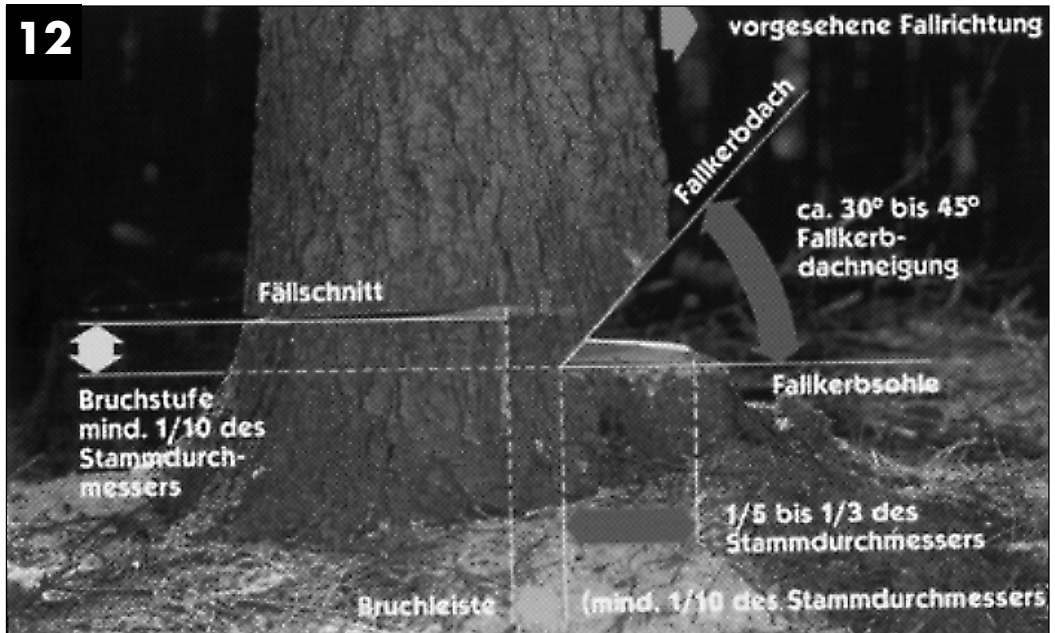 12
vorgesehene Fallrichtung
Fallkerbdach
ca. 30° bis 45°
Fallkerb-
dachneigung
Fällschnitt
Fallkerbsohle
Bruchstufe
mind. 1/10 des
Stammdurch-
messers
1/5 bis 1/3 des
Stammdurchmessers
Bruchleiste
(mind. 1/10 des Stammdurchmessers)